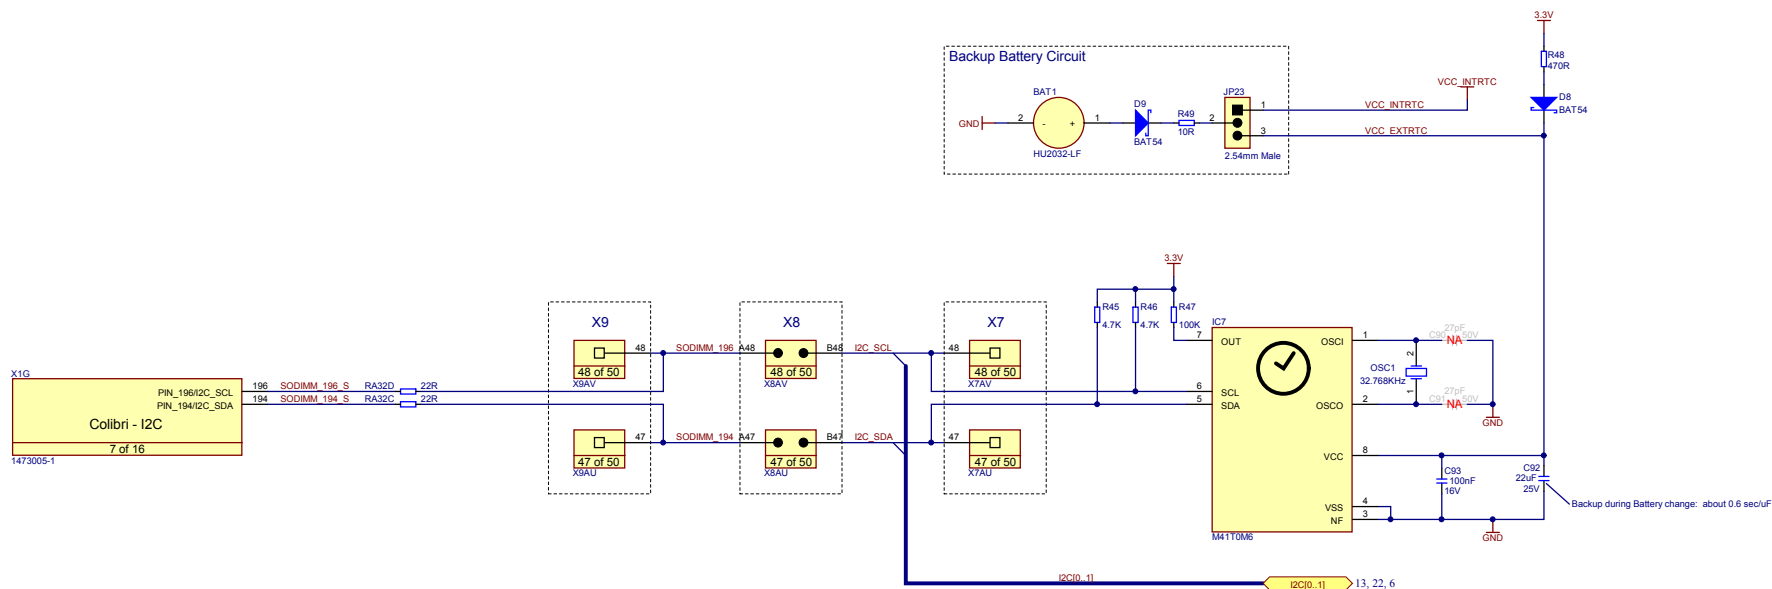 3.3V
R48
470R
D8
BAT54
Backup Battery Circuit
BAT1
2
-
+
1
HU2032-LF
GND
D9
BAT54
R49
10R
2
JP23
1
3
2.54mm Male
VCC_INTRTC
VCC_INTRTC
VCC_EXTRTC
X1G
PIN_196/I2C_SCL
PIN_194/I2C_SDA
Colibri - I2C
7 of 16
1473005-1
196
SODIMM_196_S
RA32D
22R
194
SODIMM_194_S
RA32C
22R
X9
48
48 of 50
X9AV
47
47 of 50
X9AU
SODIMM_196
SODIMM_194
X8
A48
B48
48 of 50
X8AV
A47
B47
47 of 50
X8AU
I2C_SCL
I2C_SDA
X7
48
48 of 50
X7AV
47
47 of 50
X7AU
3.3V
R45
4.7K
R46
4.7K
R47
100K
IC7
7
OUT
6
SCL
5
SDA
OSCI
1
OSCO
2
VCC
8
VSS
4
NF
3
M41T0M6
27pF
C90
NA
50V
2
OSC1
32.768KHz
1
27pF
C91
NA
50V
GND
C93
100nF
16V
C92
22uF
25V
GND
Backup during Battery change: about 0.6 sec/uF
I2C[0..1]
I2C[0..1]
13, 22, 6